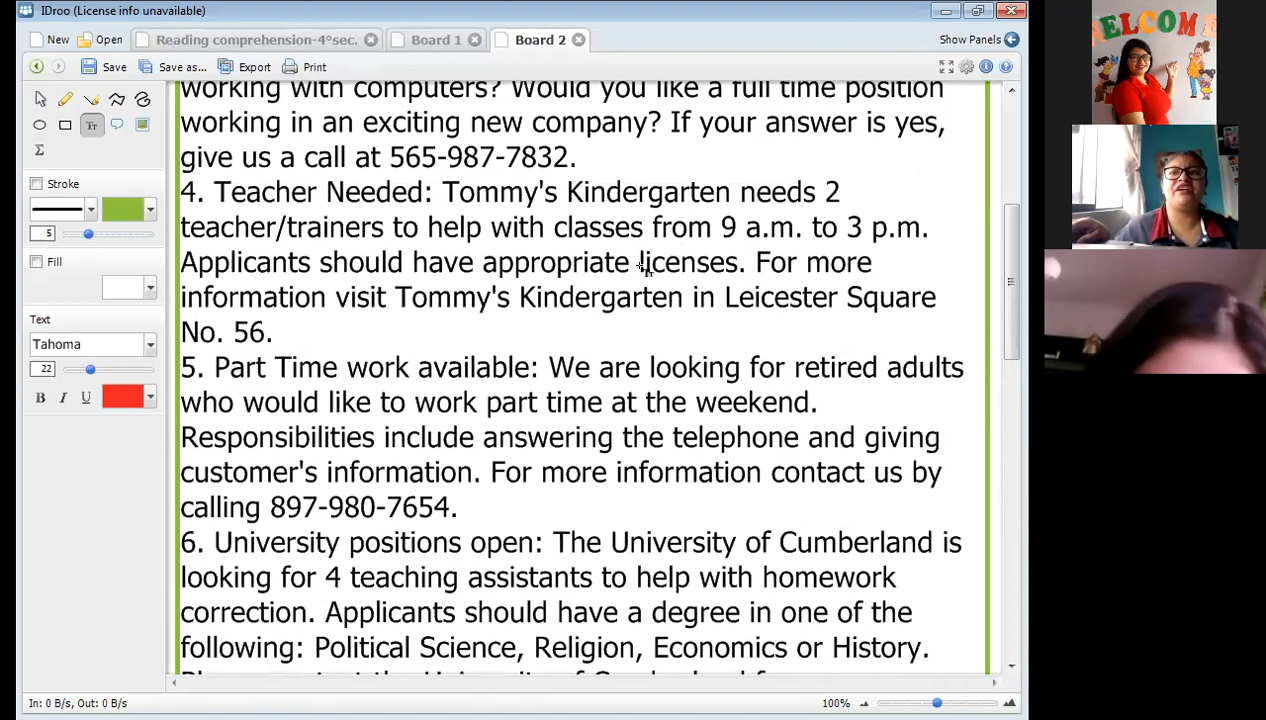 IDroo (License info unavailable)
New Open Reading comprehension-4°sec. Board 1 Board 2 Show Panels
Save Save as... Export Print
Stroke
5
Fill
Text
Tahoma
22
B I U
working with computers? Would you like a full time position
working in an exciting new company? If your answer is yes,
give us a call at 565-987-7832.
4. Teacher Needed: Tommy's Kindergarten needs 2
teacher/trainers to help with classes from 9 a.m. to 3 p.m.
Applicants should have appropriate licenses. For more
information visit Tommy's Kindergarten in Leicester Square
No. 56.
5. Part Time work available: We are looking for retired adults
who would like to work part time at the weekend.
Responsibilities include answering the telephone and giving
customer's information. For more information contact us by
calling 897-980-7654.
6. University positions open: The University of Cumberland is
looking for 4 teaching assistants to help with homework
correction. Applicants should have a degree in one of the
following: Political Science, Religion, Economics or History.
In: 0 B/s, Out: 0 B/s
100%
WELCOME